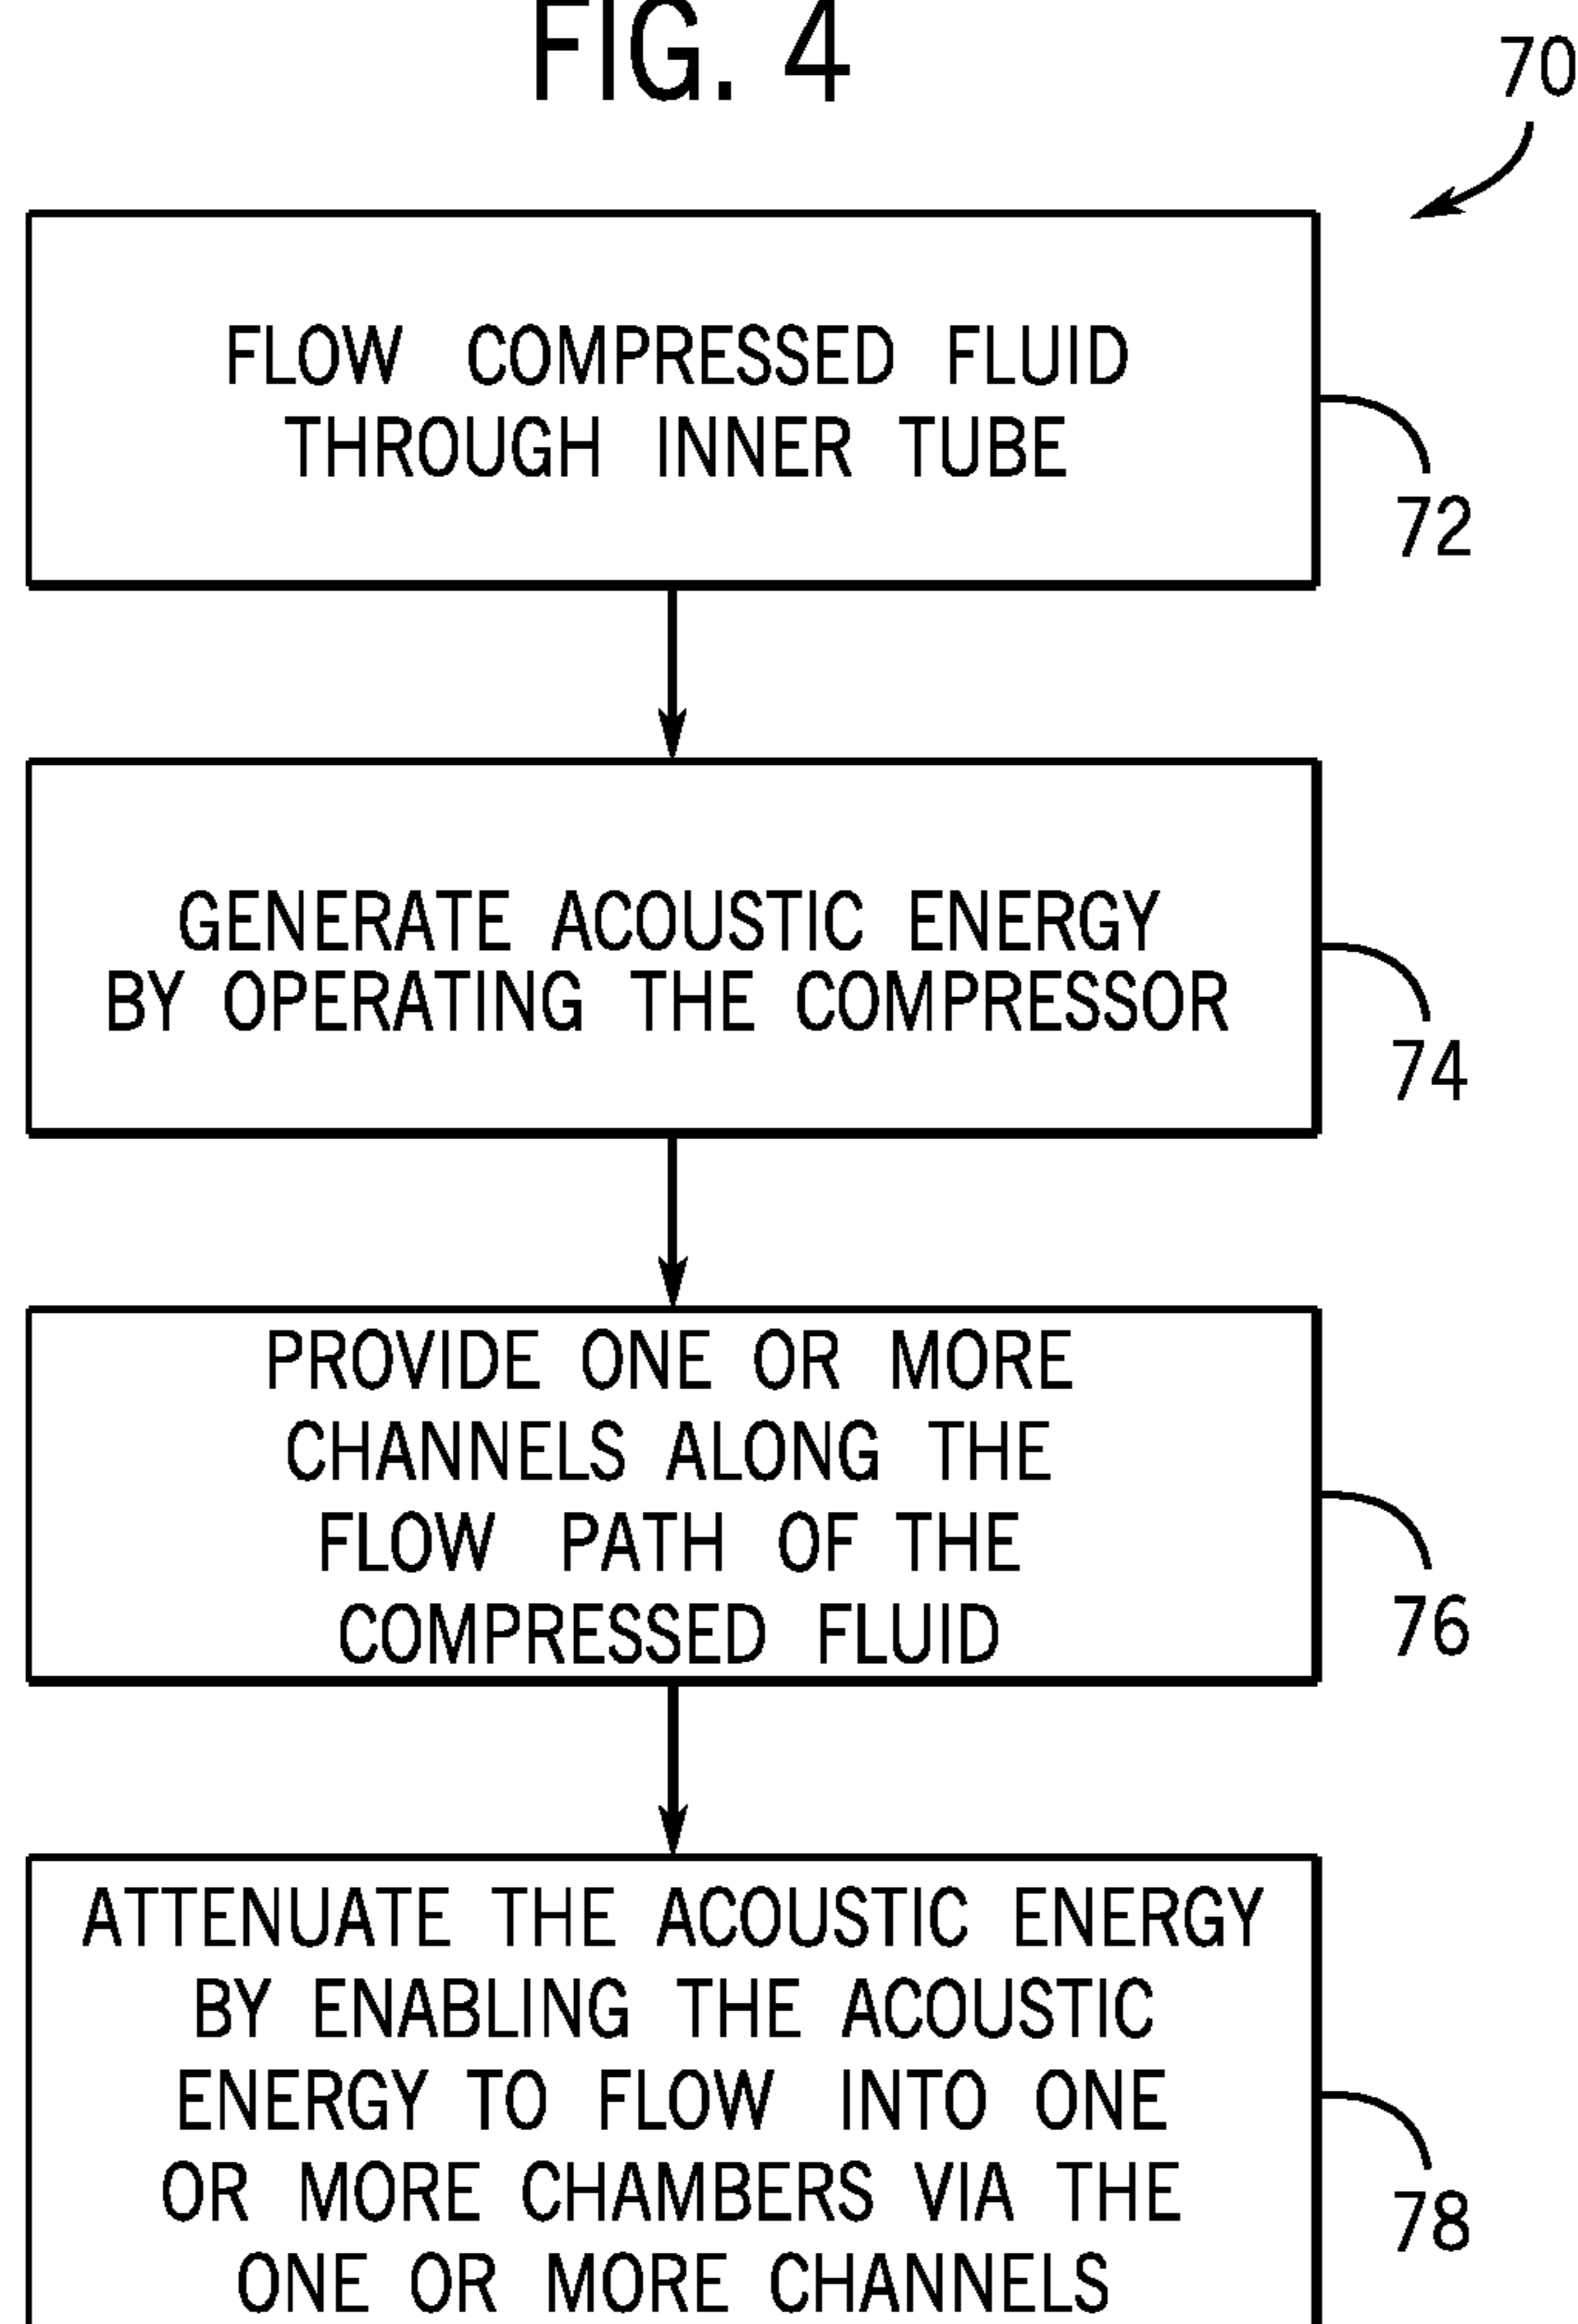 FIG. 4
70
FLOW COMPRESSED FLUID
THROUGH INNER TUBE
72
GENERATE ACOUSTIC ENERGY
BY OPERATING THE COMPRESSOR
74
PROVIDE ONE OR MORE
CHANNELS ALONG THE
FLOW PATH OF THE
COMPRESSED FLUID
76
ATTENUATE THE ACOUSTIC ENERGY
BY ENABLING THE ACOUSTIC
ENERGY TO FLOW INTO ONE
OR MORE CHAMBERS VIA THE
ONE OR MORE CHANNELS
78